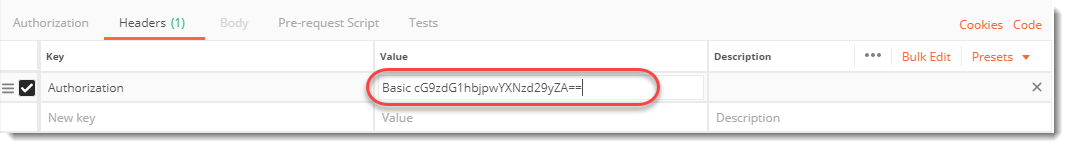 Authorization Headers (1) Body Pre-request Script Tests Cookies Code
Key Value Description ••• Bulk Edit Presets
Authorization Basic cG9zdG1hbjpwYXNzd29yZA==
New key Value Description